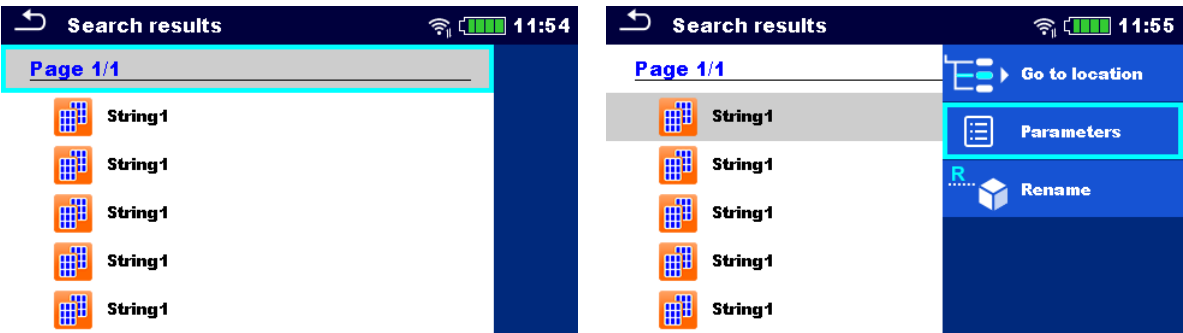 Search results 11:54
Page 1/1
String1
String1
String1
String1
String1
Search results 11:55
Page 1/1
String1
String1
String1
String1
String1
Go to location
Parameters
R
Rename